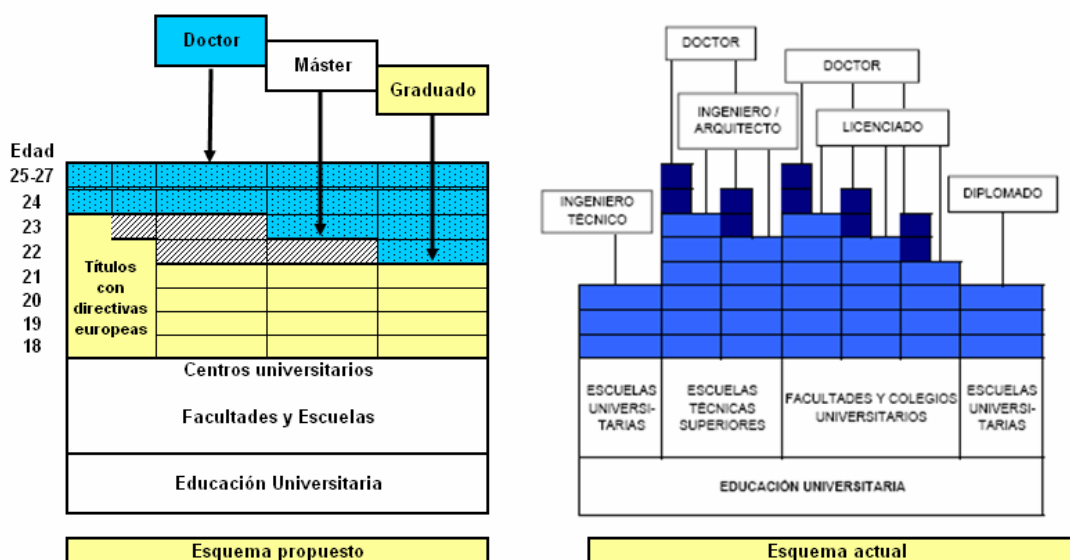 Doctor
Máster
Graduado
Edad
25-27
24
23
22
21
20
19
18
Títulos
con
directivas
europeas
Centros universitarios
Facultades y Escuelas
Educación Universitaria
Esquema propuesto
DOCTOR
DOCTOR
INGENIERO /
ARQUITECTO
LICENCIADO
INGENIERO
TÉCNICO
DIPLOMADO
ESCUELAS
UNIVERSI-
TARIAS
ESCUELAS
TÉCNICAS
SUPERIORES
FACULTADES Y COLEGIOS
UNIVERSITARIOS
ESCUELAS
UNIVERSI-
TARIAS
EDUCACIÓN UNIVERSITARIA
Esquema actual